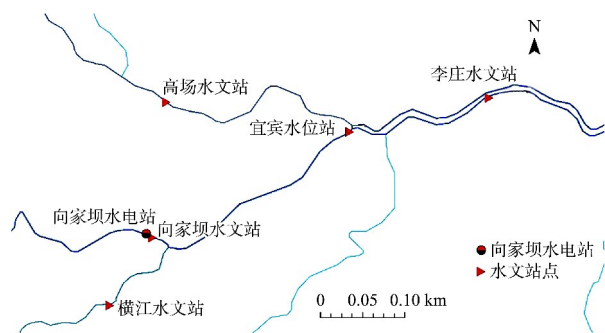 N
高场水文站
李庄水文站
宜宾水位站
向家坝水电站
向家坝水文站
向家坝水电站
水文站点
横江水文站
0 0.05 0.10 km